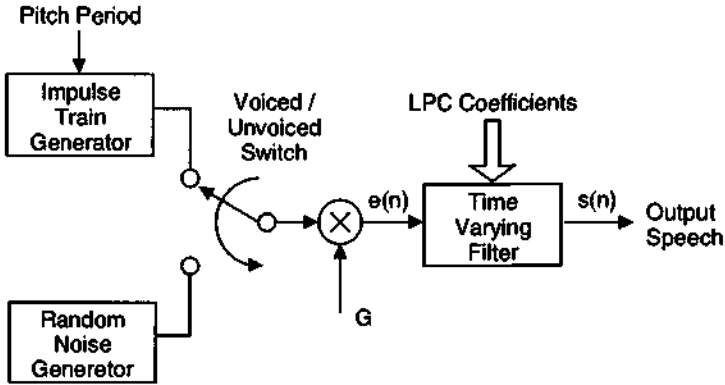 Pitch Period
Impulse
Train
Generator
Voiced /
Unvoiced
Switch
LPC Coefficients
e(n)
Time
Varying
Filter
s(n)
Output
Speech
G
Random
Noise
Generetor